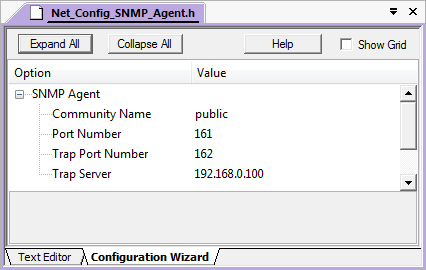 Net_Config_SNMP_Agent.h
Expand All Collapse All Help Show Grid
Option Value
SNMP Agent
Community Name public
Port Number 161
Trap Port Number 162
Trap Server 192.168.0.100
Text Editor Configuration Wizard